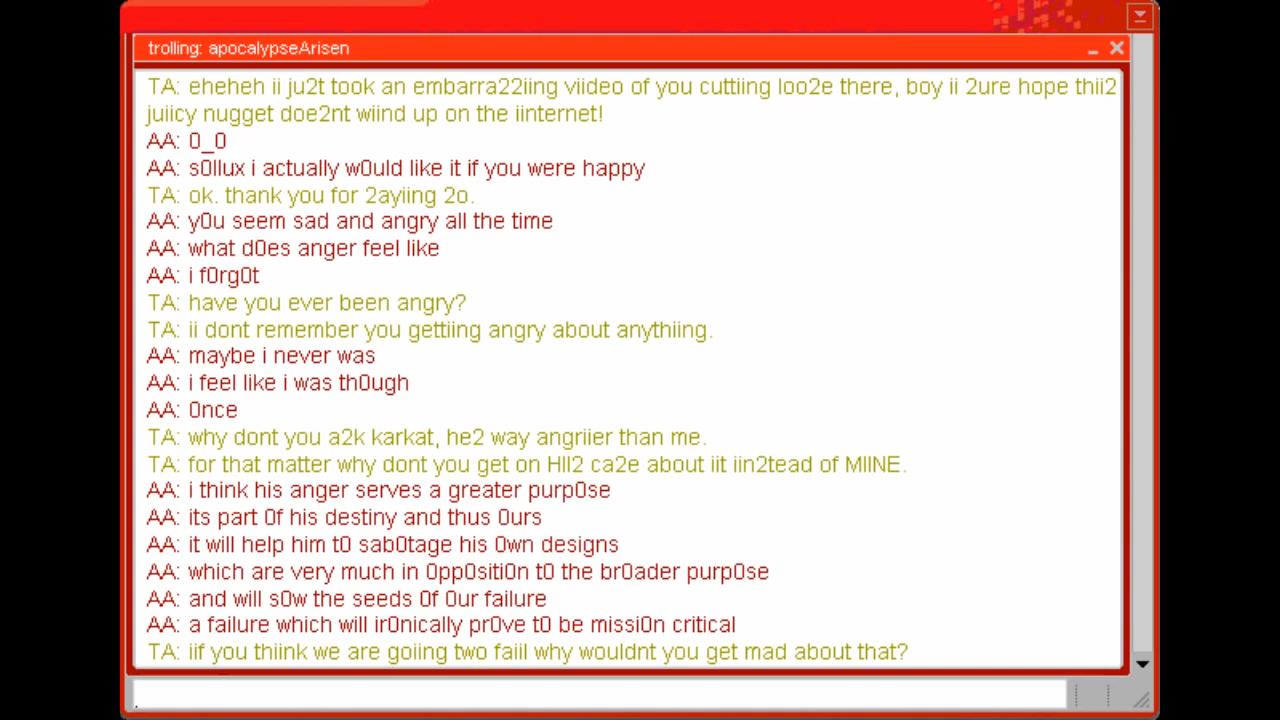 trolling: apocalypseArisen
TA: eheheh ii ju2t took an embarra22iing viideo of you cuttiing loo2e there, boy ii 2ure hope thii2
juiicy nugget doe2nt wiind up on the iinternet!
AA: 0_0
AA: s0llux i actually w0uld like it if you were happy
TA: ok. thank you for 2ayiing 2o.
AA: y0u seem sad and angry all the time
AA: what d0es anger feel like
AA: i f0rg0t
TA: have you ever been angry?
TA: ii dont remember you gettiing angry about anythiing.
AA: maybe i never was
AA: i feel like i was th0ugh
AA: 0nce
TA: why dont you a2k karkat, he2 way angriier than me.
TA: for that matter why dont you get on HII2 ca2e about iit iin2tead of MIINE.
AA: i think his anger serves a greater purp0se
AA: its part 0f his destiny and thus 0urs
AA: it will help him t0 sab0tage his 0wn designs
AA: which are very much in 0pp0siti0n t0 the br0ader purp0se
AA: and will s0w the seeds 0f 0ur failure
AA: a failure which will ir0nically pr0ve t0 be missi0n critical
TA: iif you thiink we are goiing two faiil why wouldnt you get mad about that?